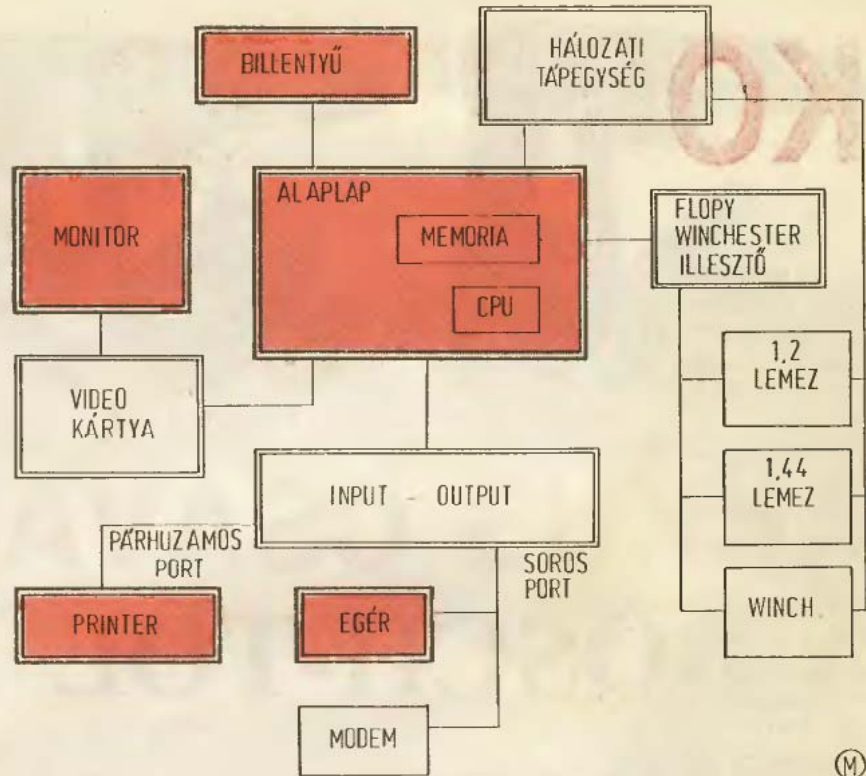 BILLENTYŰ
HÁLOZATI
TÁPEGYSÉG
ALAPLAP
MONITOR
MEMORIA
CPU
FLOPY
WINCHESTER
ILLESZTŐ
VIDEO
KÁRTYA
1,2
LEMEZ
INPUT - OUTPUT
1,44
LEMEZ
PÁRHUZAMOS
PORT
SOROS
PORT
PRINTER
EGÉR
WINCH.
MODEM
M